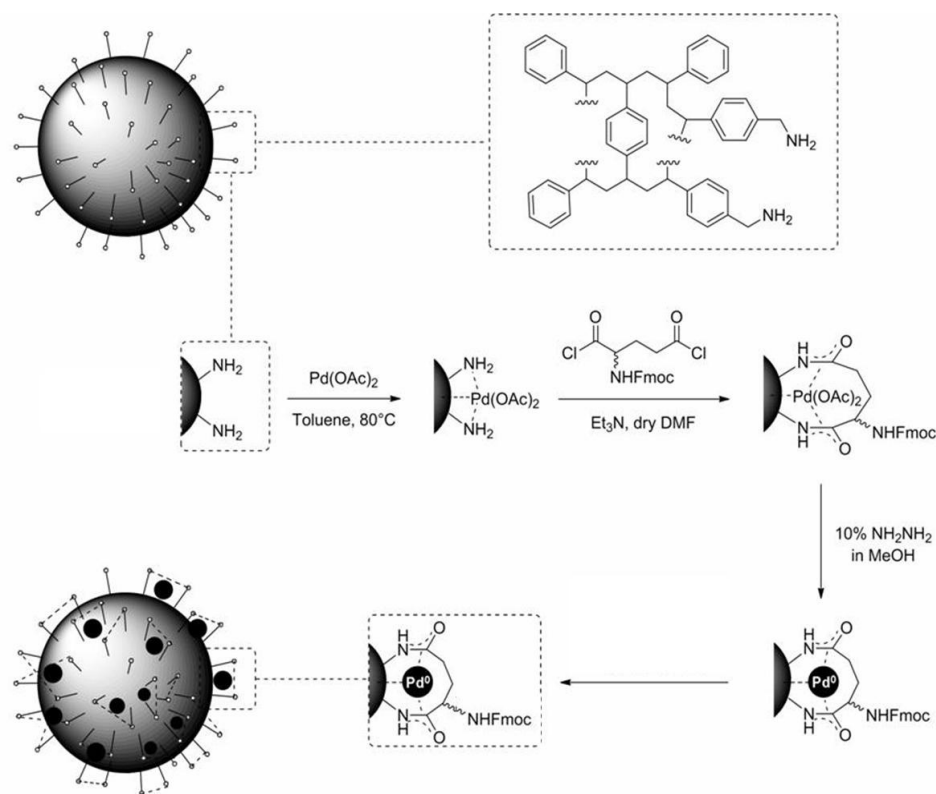 NH2
NH2
NH2
NH2
Pd(OAc)2
Toluene, 80°C
NH2
Pd(OAc)2
NH2
O
O
Cl
Cl
NHFmoc
Et3N, dry DMF
H
N
O
Pd(OAc)2
N
H
O
NHFmoc
10% NH2NH2
in MeOH
H
N
O
Pd0
N
H
O
NHFmoc
H
N
O
Pd0
N
H
O
NHFmoc